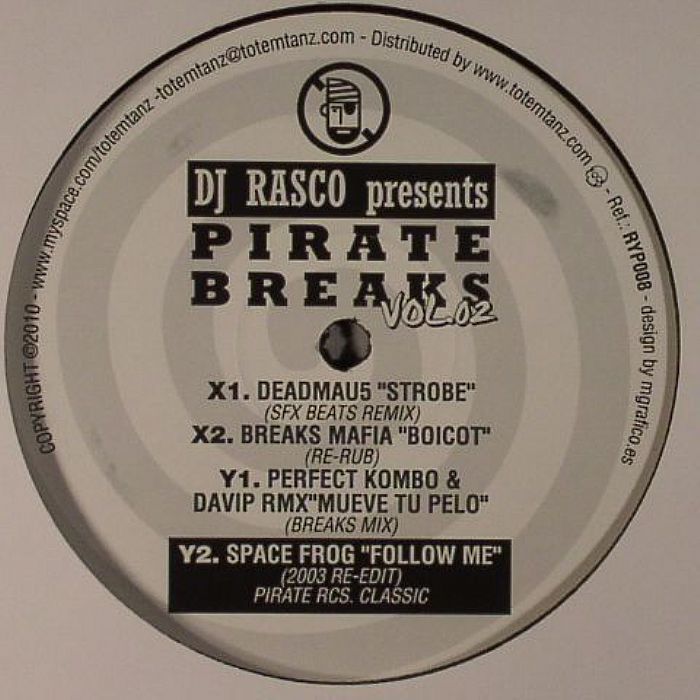 COPYRIGHT ©2010 - www.myspace.com/totemtanz -totemtanz@totemtanz.com - Distributed by www.totemtanz.com - Ref.: RYP008 - design by mgrafico.es
DJ RASCO presents
PIRATE
BREAKS
VOL.02
X1. DEADMAU5 "STROBE"
(SFX BEATS REMIX)
X2. BREAKS MAFIA "BOICOT"
(RE-RUB)
Y1. PERFECT KOMBO &
DAVIP RMX"MUEVE TU PELO"
(BREAKS MIX)
Y2. SPACE FROG "FOLLOW ME"
(2003 RE-EDIT)
PIRATE RCS. CLASSIC